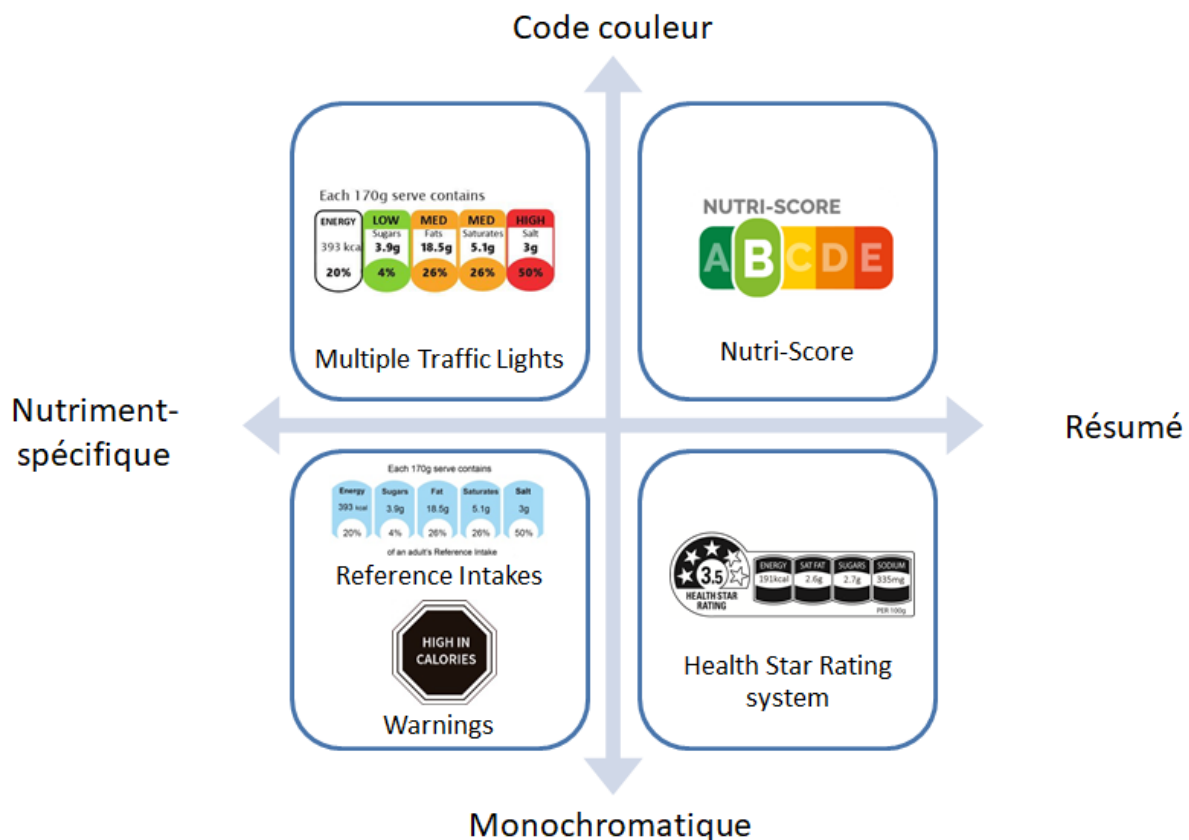 Code couleur
Each 170g serve contains
ENERGY LOW MED MED HIGH
Sugars Fats Saturates Salt
393 kca 3.9g 18.5g 5.1g 3g
20% 4% 26% 26% 50%
Multiple Traffic Lights
NUTRI-SCORE
A B C D E
Nutri-Score
Nutriment-
spécifique
Résumé
Each 170g serve contains
Energy Sugars Fat Saturates Salt
393 kcal 3.9g 18.5g 5.1g 3g
20% 4% 26% 26% 50%
of an adult's Reference Intake
Reference Intakes
HIGH IN
CALORIES
Warnings
3.5
HEALTH STAR
RATING
ENERGY SAT FAT SUGARS SODIUM
191kcal 2.6g 2.7g 335mg
PER 100g
Health Star Rating
system
Monochromatique